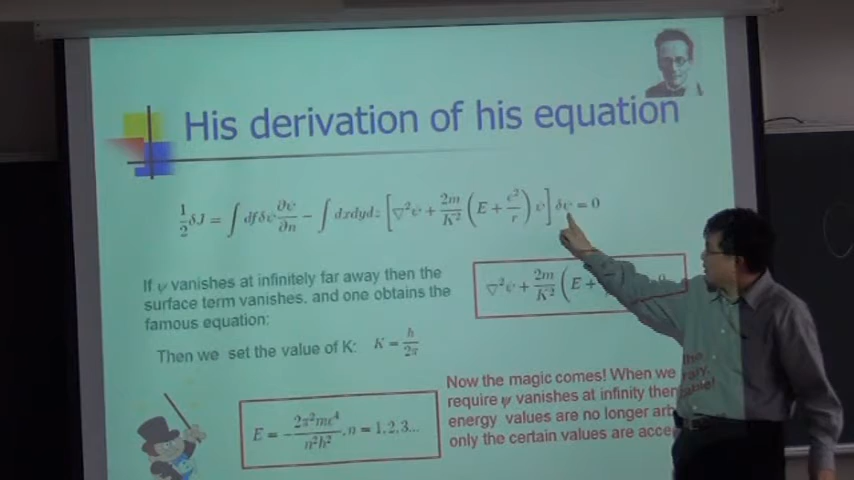 His derivation of his equation
½δJ = ∫ df δψ ∂ψ/∂n − ∫ dxdydz [∇²ψ + 2m/K² (E + e²/r) ψ] δψ = 0
If ψ vanishes at infinitely far away then the
surface term vanishes, and one obtains the
famous equation:
∇²ψ + 2m/K² (E +
Then we set the value of K: K = h/2π
Now the magic comes! When we
require ψ vanishes at infinity then the
energy values are no longer
only the certain values are
E = − 2π²me⁴/n²h² , n = 1,2,3...